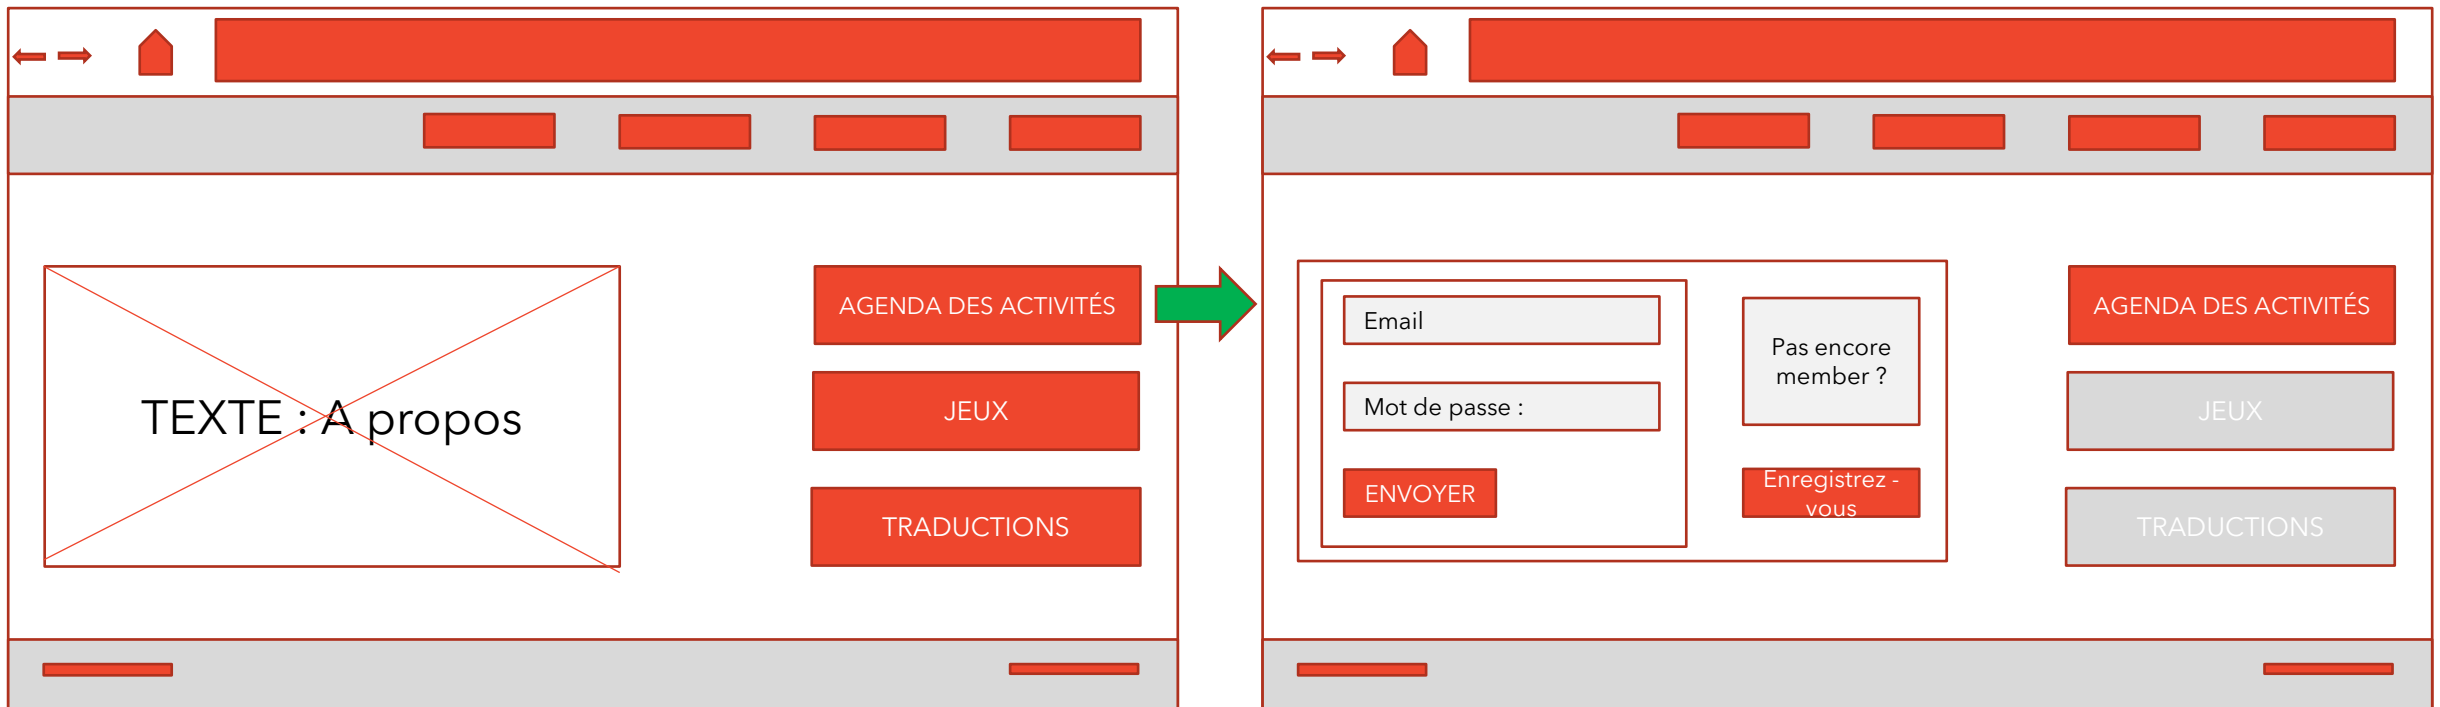 TEXTE : A propos
AGENDA DES ACTIVITÉS
JEUX
TRADUCTIONS
Email
Mot de passe :
ENVOYER
Pas encore
member ?
Enregistrez -
vous
AGENDA DES ACTIVITÉS
JEUX
TRADUCTIONS